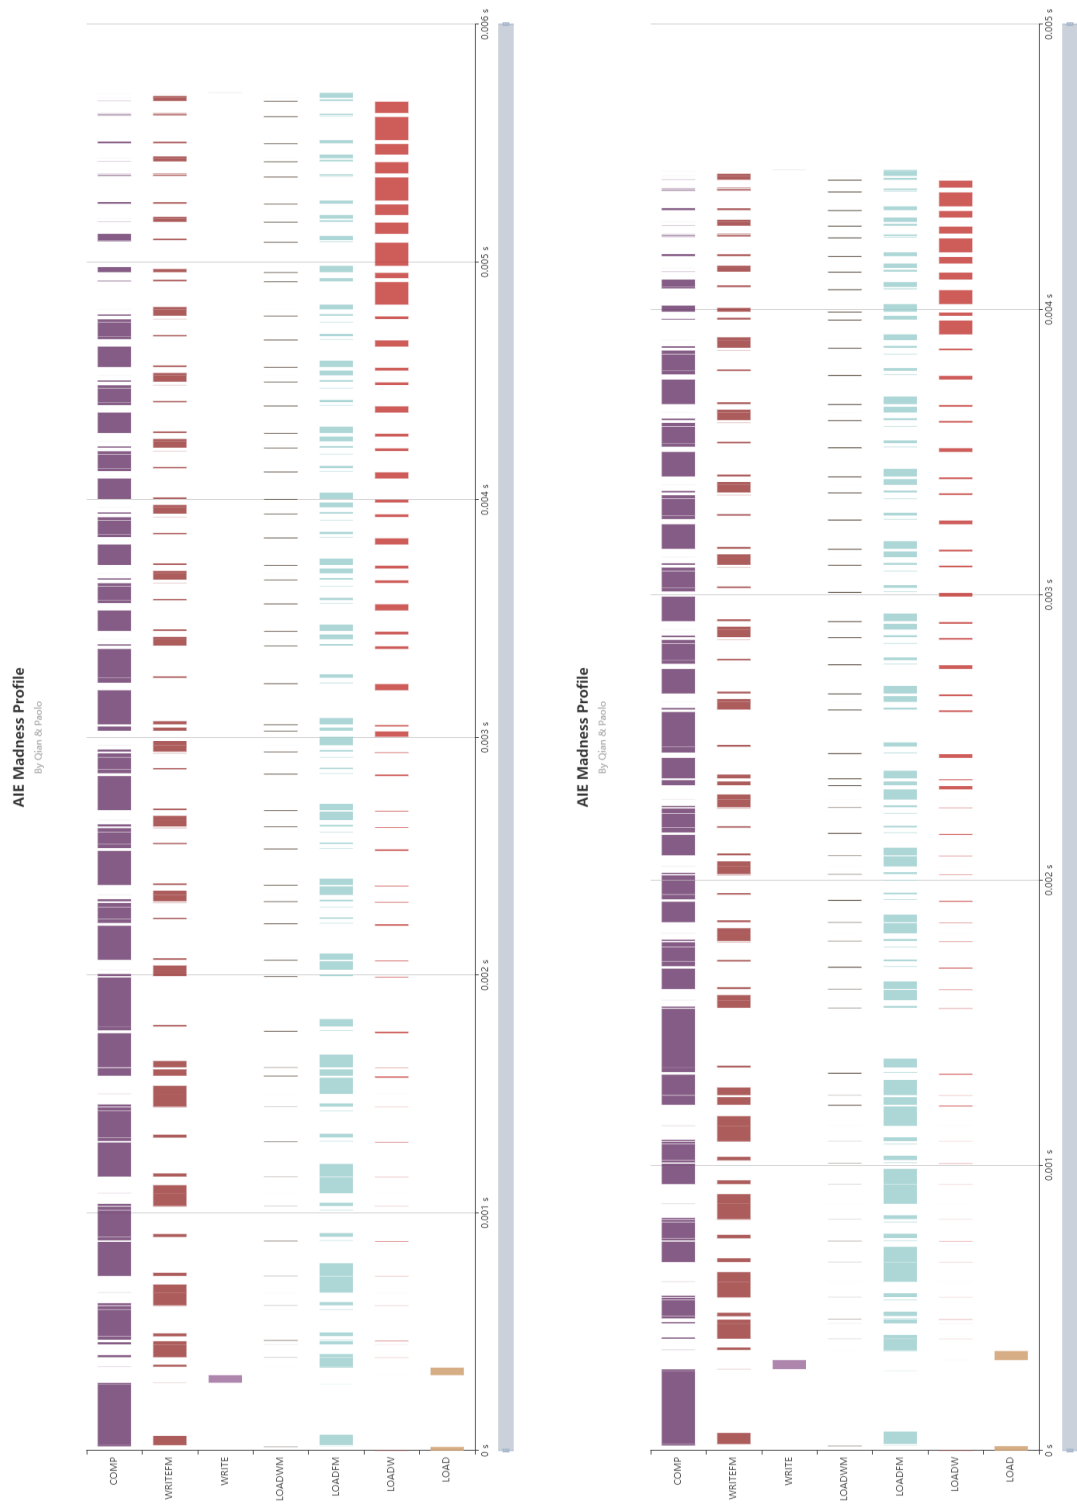 AIE Madness Profile
By Qian & Paolo
LOAD
LOADW
LOADFM
LOADWM
WRITE
WRITEFM
COMP
0 s
0.001 s
0.002 s
0.003 s
0.004 s
0.005 s
0.006 s
AIE Madness Profile
By Qian & Paolo
LOAD
LOADW
LOADFM
LOADWM
WRITE
WRITEFM
COMP
0 s
0.001 s
0.002 s
0.003 s
0.004 s
0.005 s